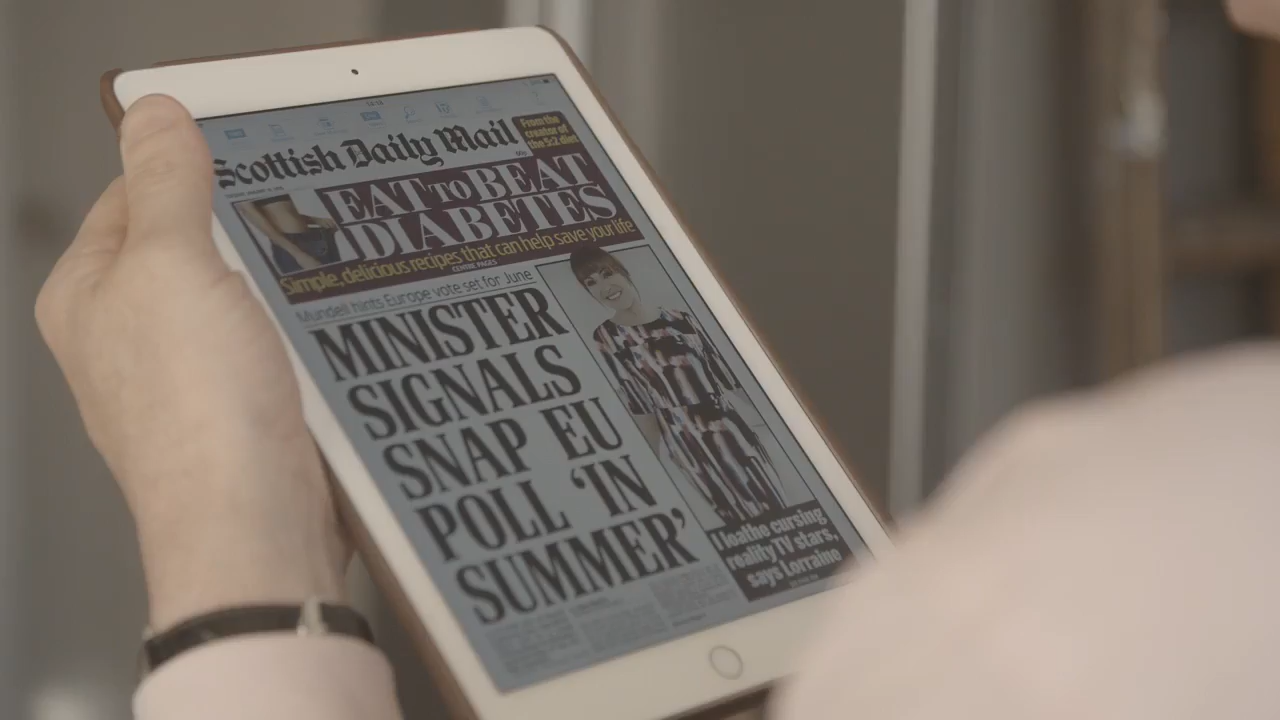 Scottish Daily Mail
From the
creator of
the 5:2 diet
EAT TO BEAT
DIABETES
Simple, delicious recipes that can help save your life
CENTRE PAGES
Mundell hints Europe vote set for June
MINISTER
SIGNALS
SNAP EU
POLL ‘IN
SUMMER’
I loathe cursing
reality TV stars,
says Lorraine